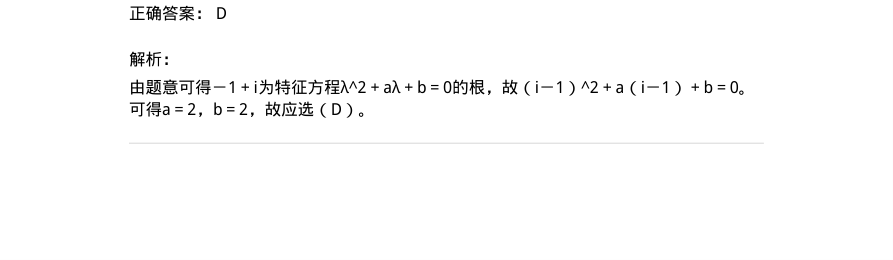 正确答案： D
解析：
由题意可得－1 + i为特征方程λ^2 + aλ + b = 0的根，故（i－1）^2 + a（i－1） + b = 0。
可得a = 2，b = 2，故应选（D）。